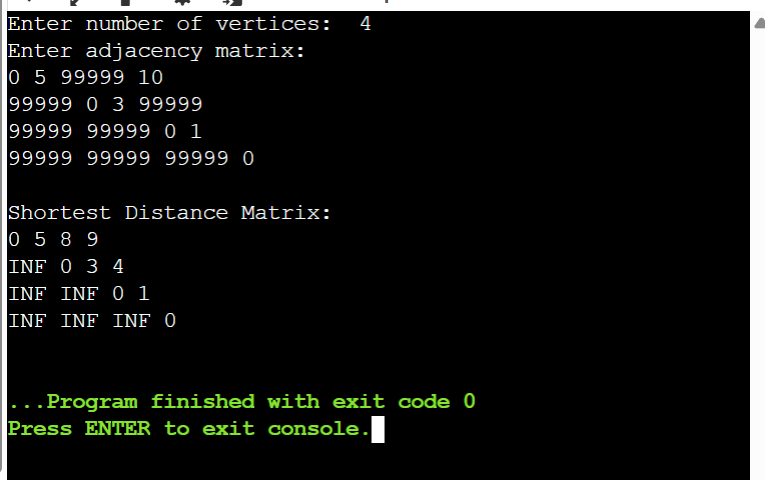 Enter number of vertices:  4
Enter adjacency matrix:
0 5 99999 10
99999 0 3 99999
99999 99999 0 1
99999 99999 99999 0
Shortest Distance Matrix:
0 5 8 9
INF 0 3 4
INF INF 0 1
INF INF INF 0
...Program finished with exit code 0
Press ENTER to exit console.